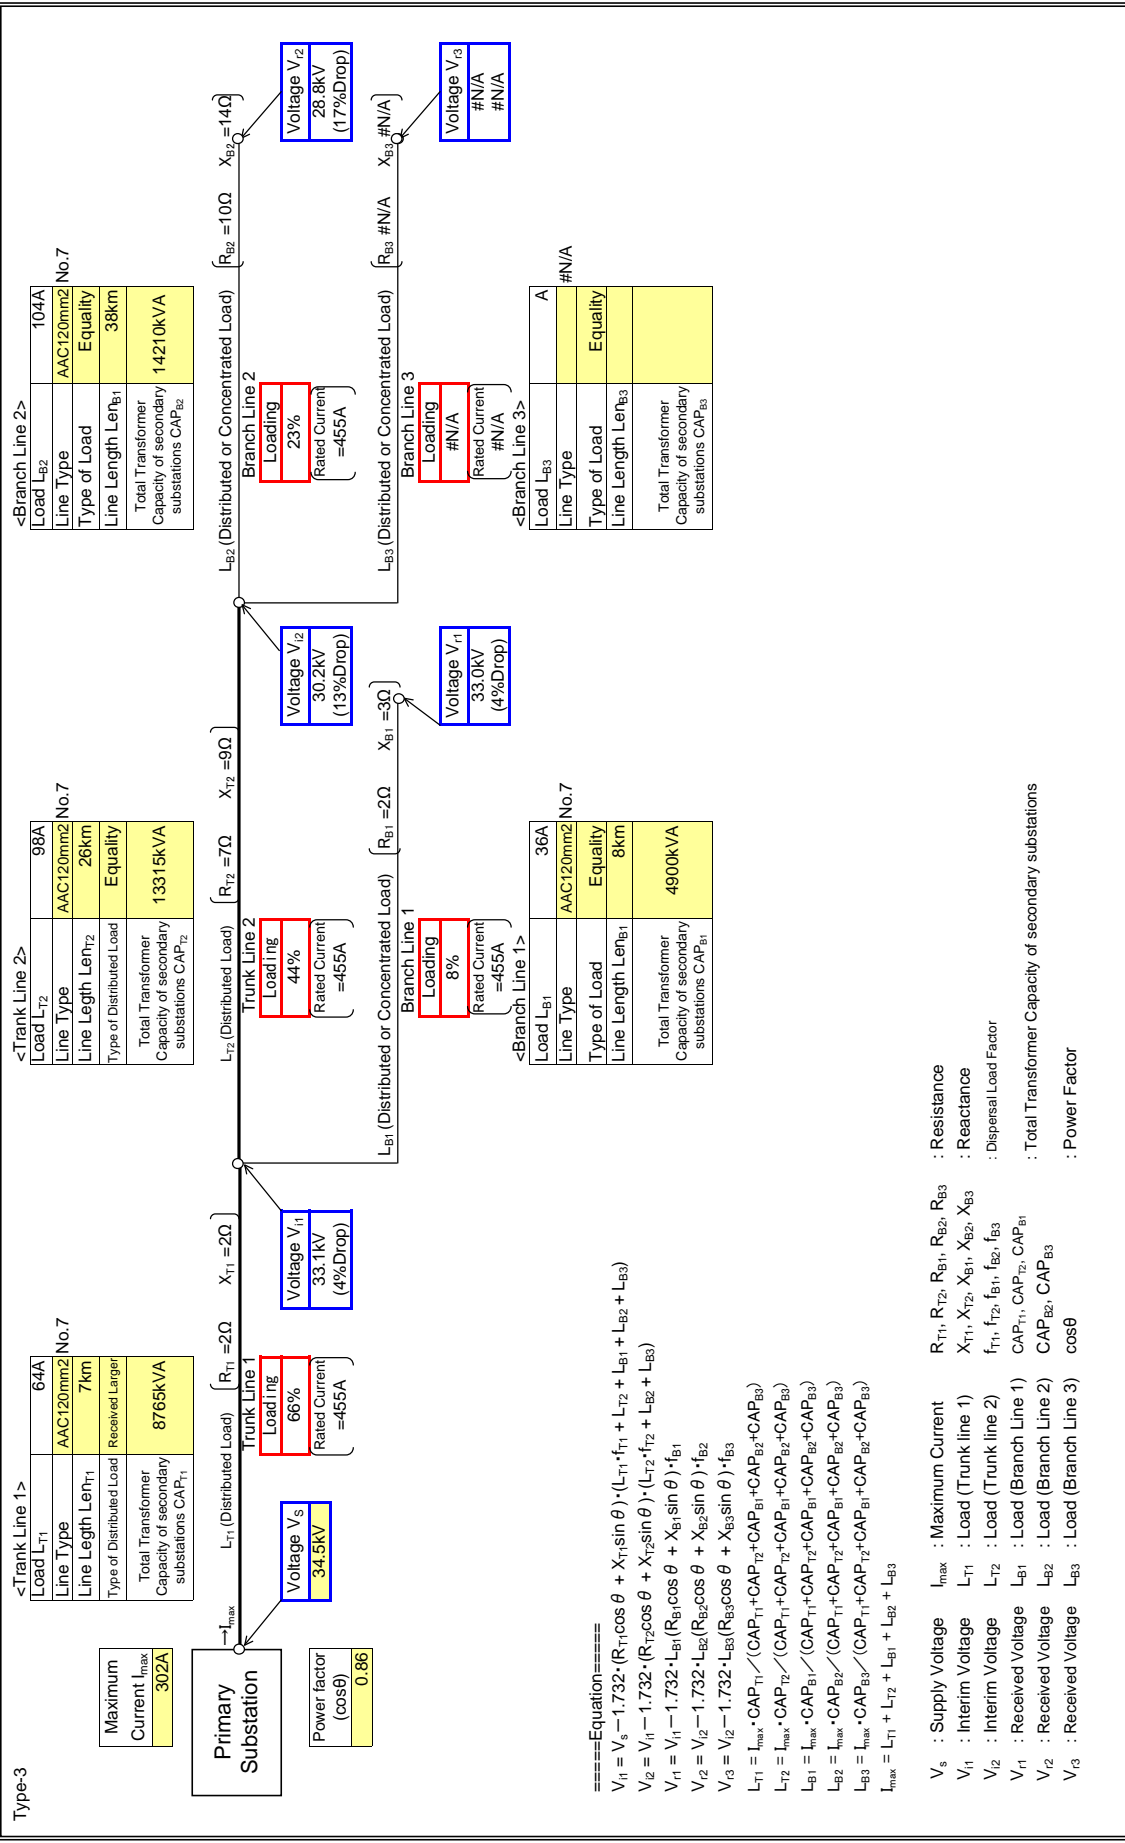 Type-3
Maximum
Current Imax
302A
Primary
Substation
Power factor
(cosθ)
0.86
→Imax
Voltage VS
34.5kV
<Trank Line 1>
Load LT1 64A
Line Type AAC120mm2 No.7
Line Legth LenT1 7km
Type of Distributed Load Received Larger
Total Transformer
Capacity of secondary
substations CAPT1
8765kVA
LT1 (Distributed Load) RT1 =2Ω XT1 =2Ω
Trunk Line 1
Loading
66%
Rated Current
=455A
Voltage Vi1
33.1kV
(4%Drop)
<Trank Line 2>
Load LT2 98A
Line Type AAC120mm2 No.7
Line Legth LenT2 26km
Type of Distributed Load Equality
Total Transformer
Capacity of secondary
substations CAPT2
13315kVA
LT2 (Distributed Load) RT2 =7Ω XT2 =9Ω
Trunk Line 2
Loading
44%
Rated Current
=455A
Voltage Vi2
30.2kV
(13%Drop)
<Branch Line 2>
Load LB2 104A
Line Type AAC120mm2 No.7
Type of Load Equality
Line Length LenB1 38km
Total Transformer
Capacity of secondary
substations CAPB2
14210kVA
LB2 (Distributed or Concentrated Load) RB2 =10Ω XB2 =14Ω
Branch Line 2
Loading
23%
Rated Current
=455A
Voltage Vr2
28.8kV
(17%Drop)
LB1 (Distributed or Concentrated Load) RB1 =2Ω XB1 =3Ω
Branch Line 1
Loading
8%
Rated Current
=455A
Voltage Vr1
33.0kV
(4%Drop)
<Branch Line 1>
Load LB1 36A
Line Type AAC120mm2 No.7
Type of Load Equality
Line Length LenB1 8km
Total Transformer
Capacity of secondary
substations CAPB1
4900kVA
LB3 (Distributed or Concentrated Load) RB3 #N/A XB3 #N/A
Branch Line 3
Loading
#N/A
Rated Current
#N/A
Voltage Vr3
#N/A
#N/A
<Branch Line 3>
Load LB3 A
Line Type #N/A
Type of Load Equality
Line Length LenB3
Total Transformer
Capacity of secondary
substations CAPB3
=====Equation=====
Vi1 = Vs－1.732・(RT1cos θ + XT1sin θ)・(LT1・fT1 + LT2 + LB1 + LB2 + LB3)
Vi2 = Vi1－1.732・(RT2cos θ + XT2sin θ)・(LT2・fT2 + LB2 + LB3)
Vr1 = Vi1－1.732・LB1(RB1cos θ + XB1sin θ)・fB1
Vr2 = Vi2－1.732・LB2(RB2cos θ + XB2sin θ)・fB2
Vr3 = Vi2－1.732・LB3(RB3cos θ + XB3sin θ)・fB3
LT1 = Imax・CAPT1／(CAPT1+CAPT2+CAPB1+CAPB2+CAPB3)
LT2 = Imax・CAPT2／(CAPT1+CAPT2+CAPB1+CAPB2+CAPB3)
LB1 = Imax・CAPB1／(CAPT1+CAPT2+CAPB1+CAPB2+CAPB3)
LB2 = Imax・CAPB2／(CAPT1+CAPT2+CAPB1+CAPB2+CAPB3)
LB3 = Imax・CAPB3／(CAPT1+CAPT2+CAPB1+CAPB2+CAPB3)
Imax = LT1 + LT2 + LB1 + LB2 + LB3
Vs : Supply Voltage Imax : Maximum Current RT1, RT2, RB1, RB2, RB3 : Resistance
Vi1 : Interim Voltage LT1 : Load (Trunk line 1) XT1, XT2, XB1, XB2, XB3 : Reactance
Vi2 : Interim Voltage LT2 : Load (Trunk line 2) fT1, fT2, fB1, fB2, fB3 : Dispersal Load Factor
Vr1 : Received Voltage LB1 : Load (Branch Line 1) CAPT1, CAPT2, CAPB1 : Total Transformer Capacity of secondary substations
Vr2 : Received Voltage LB2 : Load (Branch Line 2) CAPB2, CAPB3
Vr3 : Received Voltage LB3 : Load (Branch Line 3) cosθ : Power Factor